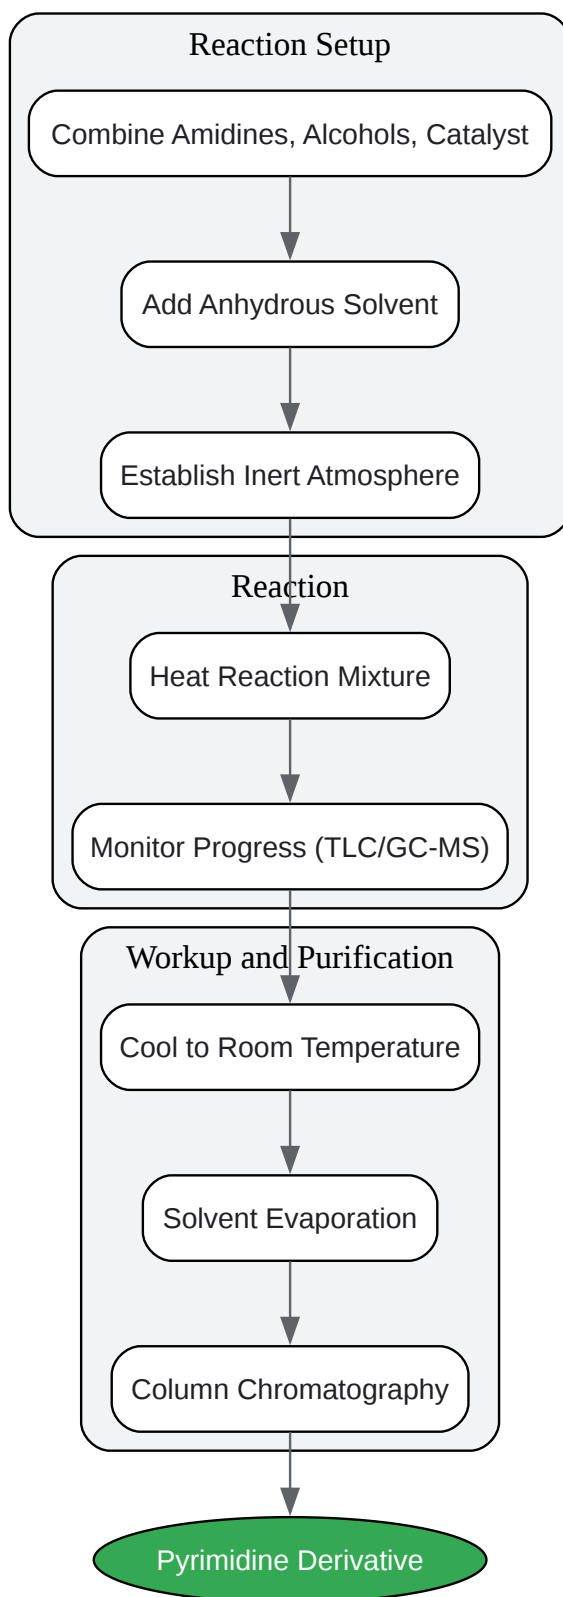 Reaction Setup
Combine Amidines, Alcohols, Catalyst
Add Anhydrous Solvent
Establish Inert Atmosphere
Reaction
Heat Reaction Mixture
Monitor Progress (TLC/GC-MS)
Workup and Purification
Cool to Room Temperature
Solvent Evaporation
Column Chromatography
Pyrimidine Derivative